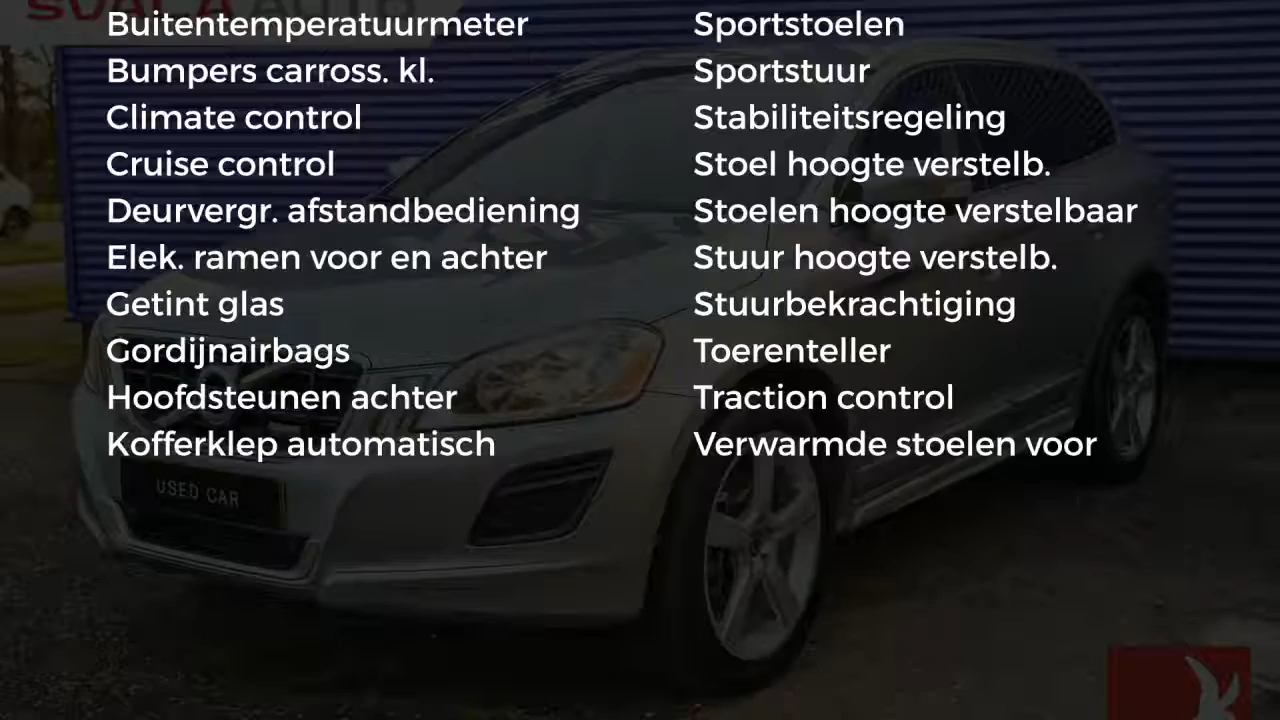 Buitentemperatuurmeter
Bumpers carross. kl.
Climate control
Cruise control
Deurvergr. afstandbediening
Elek. ramen voor en achter
Getint glas
Gordijnairbags
Hoofdsteunen achter
Kofferklep automatisch
Sportstoelen
Sportstuur
Stabiliteitsregeling
Stoel hoogte verstelb.
Stoelen hoogte verstelbaar
Stuur hoogte verstelb.
Stuurbekrachtiging
Toerenteller
Traction control
Verwarmde stoelen voor
USED CAR